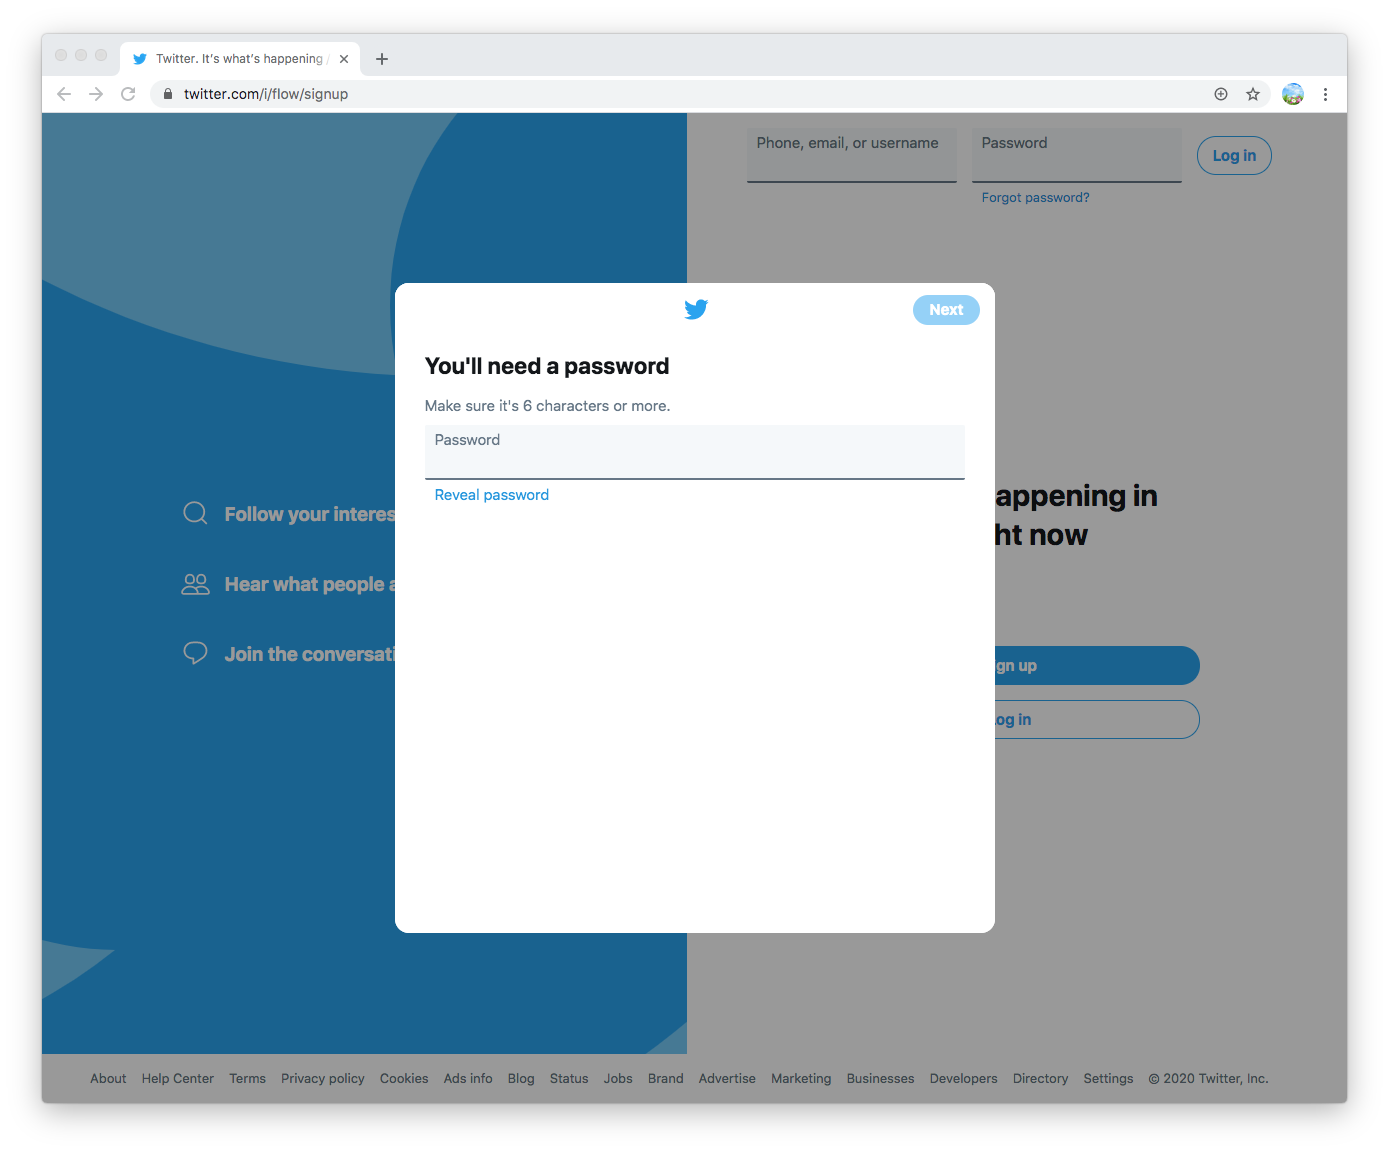 Twitter. It's what's happening /
twitter.com/i/flow/signup
Phone, email, or username
Password
Log in
Forgot password?
Next
You'll need a password
Make sure it's 6 characters or more.
Password
Reveal password
Follow your interes
Hear what people a
Join the conversati
appening in
ht now
gn up
og in
About Help Center Terms Privacy policy Cookies Ads info Blog Status Jobs Brand Advertise Marketing Businesses Developers Directory Settings © 2020 Twitter, Inc.